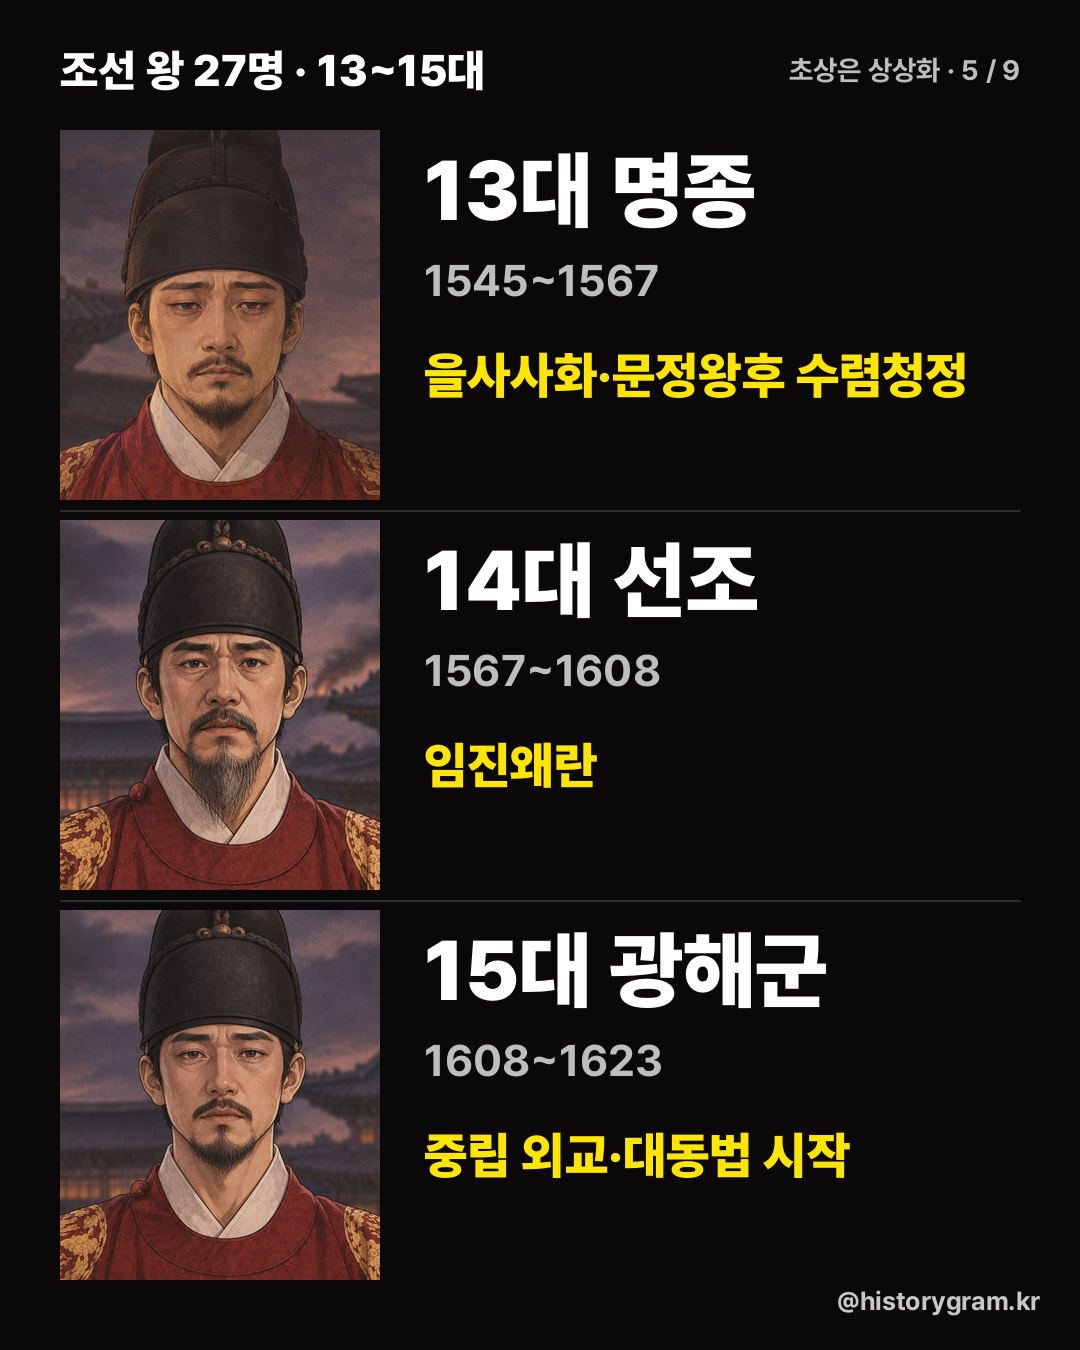 조선 왕 27명 · 13~15대
초상은 상상화 · 5 / 9
13대 명종
1545~1567
을사사화·문정왕후 수렴청정
14대 선조
1567~1608
임진왜란
15대 광해군
1608~1623
중립 외교·대동법 시작
@historygram.kr